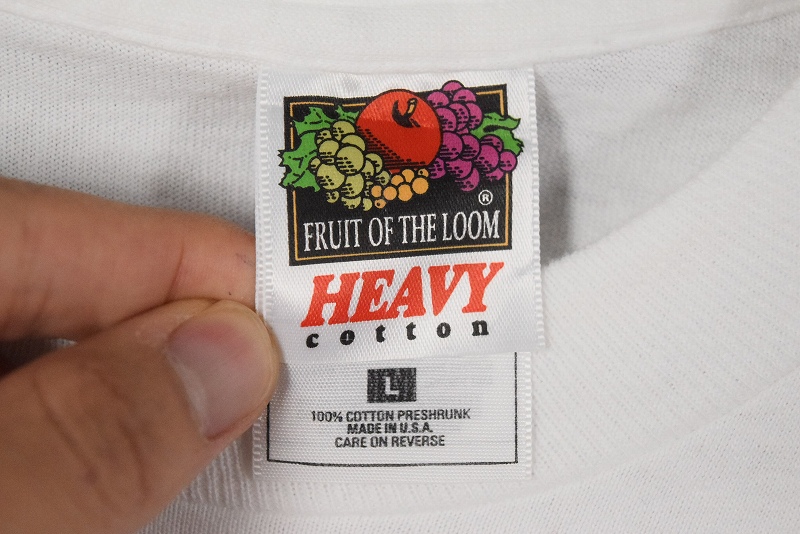 ®
FRUIT OF THE LOOM
HEAVY
cotton
L
100% COTTON PRESHRUNK
MADE IN U.S.A.
CARE ON REVERSE